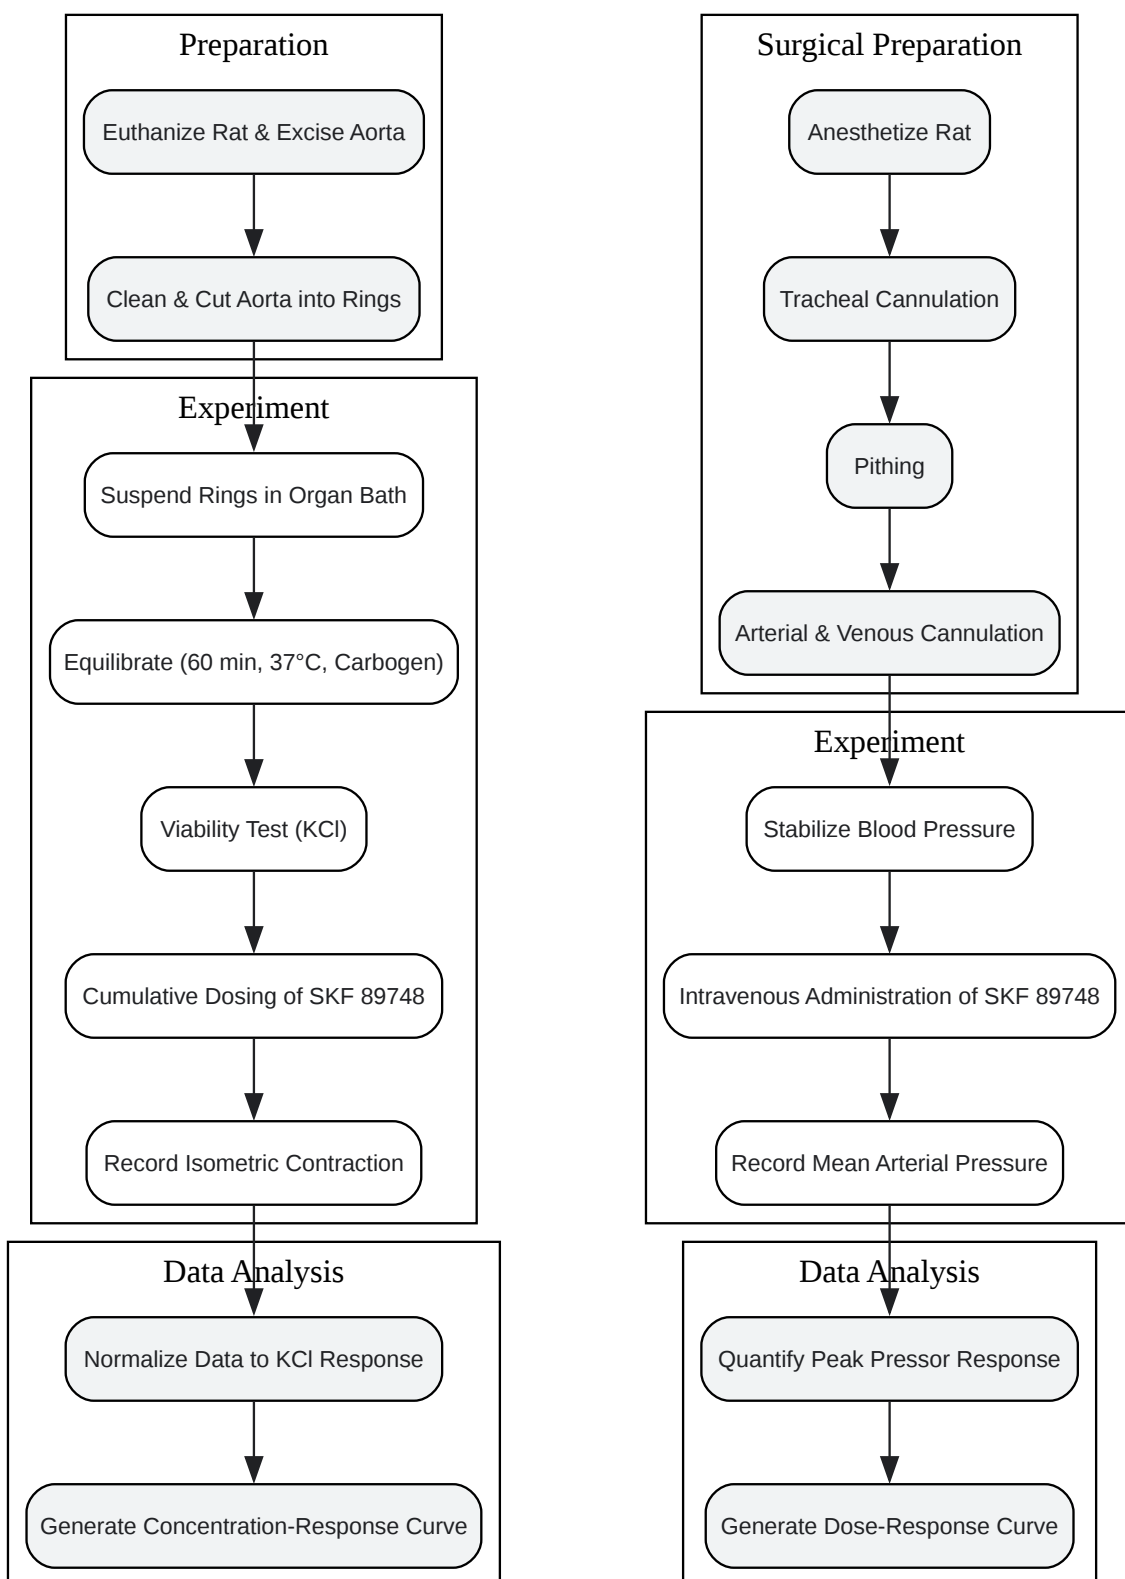 Preparation
Euthanize Rat & Excise Aorta
Clean & Cut Aorta into Rings
Experiment
Suspend Rings in Organ Bath
Equilibrate (60 min, 37°C, Carbogen)
Viability Test (KCl)
Cumulative Dosing of SKF 89748
Record Isometric Contraction
Data Analysis
Normalize Data to KCl Response
Generate Concentration-Response Curve
Surgical Preparation
Anesthetize Rat
Tracheal Cannulation
Pithing
Arterial & Venous Cannulation
Experiment
Stabilize Blood Pressure
Intravenous Administration of SKF 89748
Record Mean Arterial Pressure
Data Analysis
Quantify Peak Pressor Response
Generate Dose-Response Curve